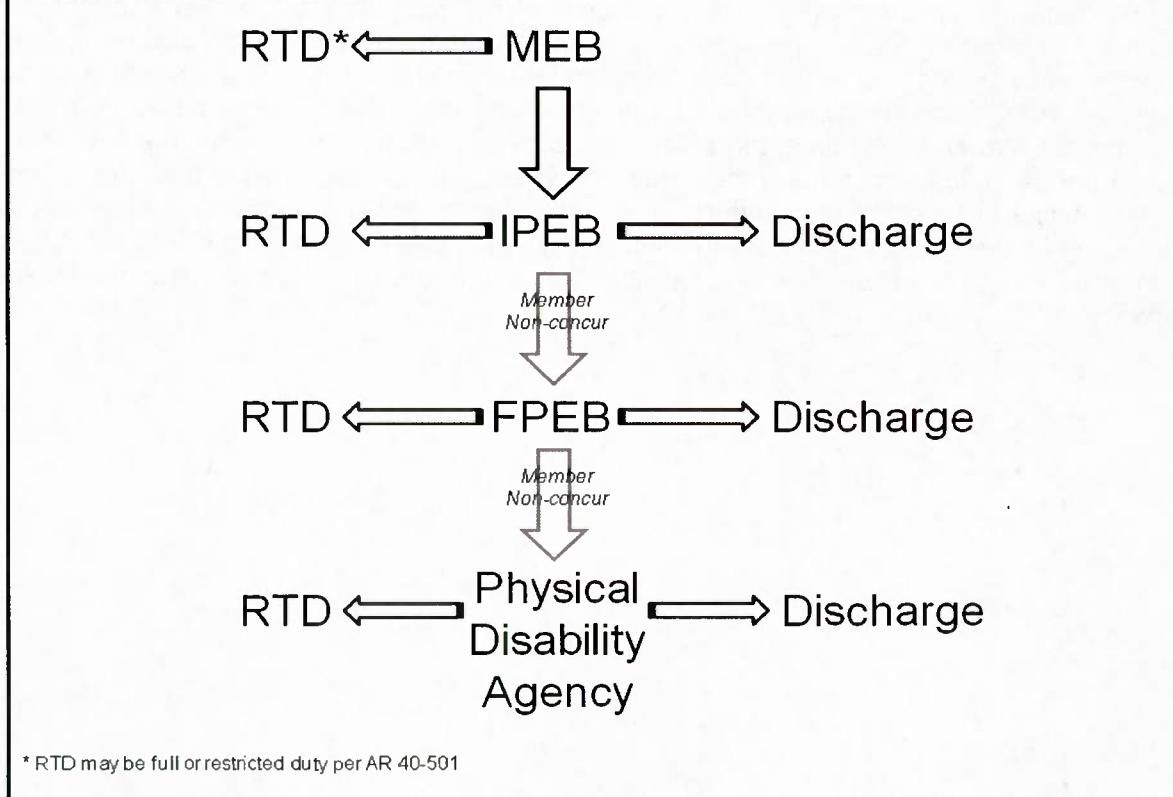 RTD* MEB
RTD IPEB Discharge
Member
Non-concur
RTD FPEB Discharge
Member
Non-concur
RTD Physical Discharge
Disability
Agency
* RTD may be full or restricted duty per AR 40-501